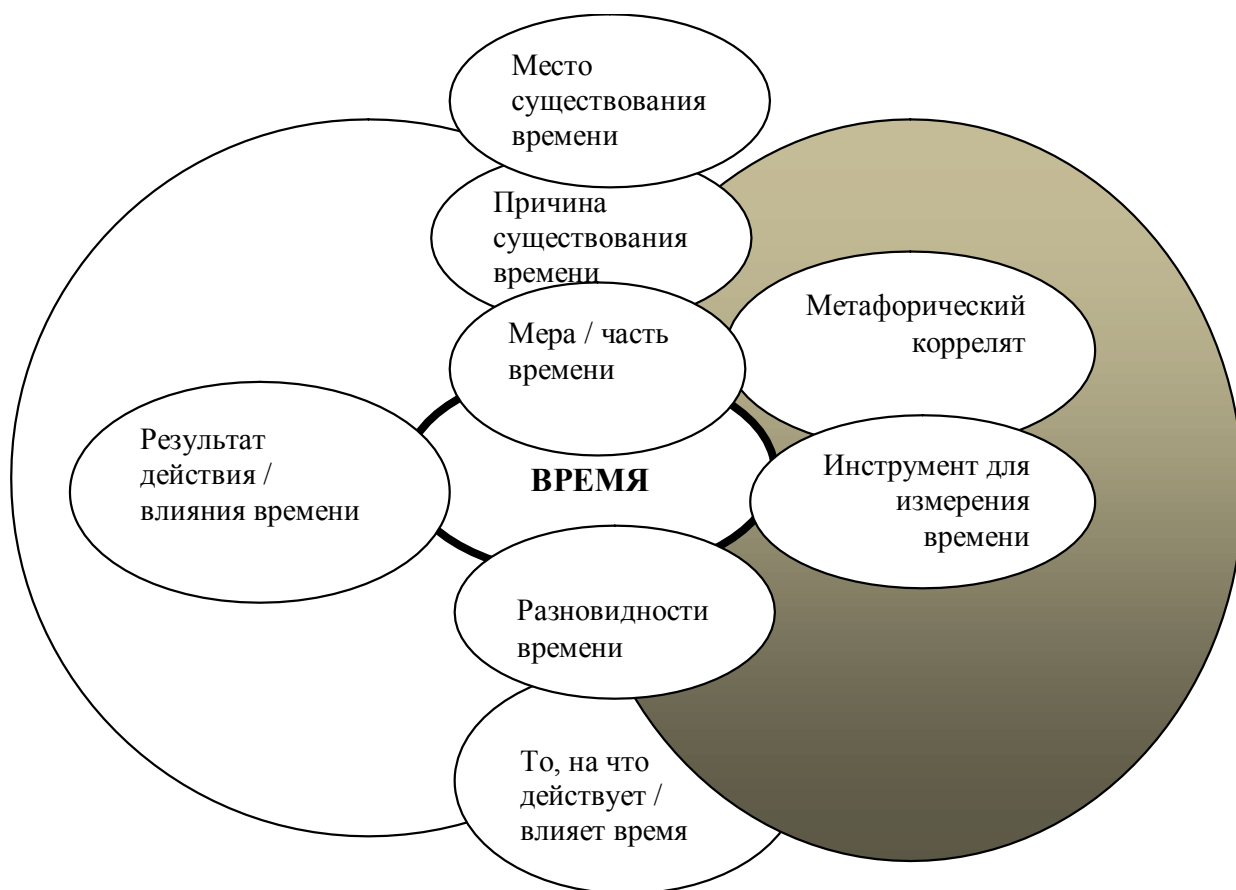 Место
существования
времени
Причина
существования
времени
Метафорический
коррелят
Мера / часть
времени
Результат
действия /
влияния времени
ВРЕМЯ
Инструмент для
измерения
времени
Разновидности
времени
То, на что
действует /
влияет время